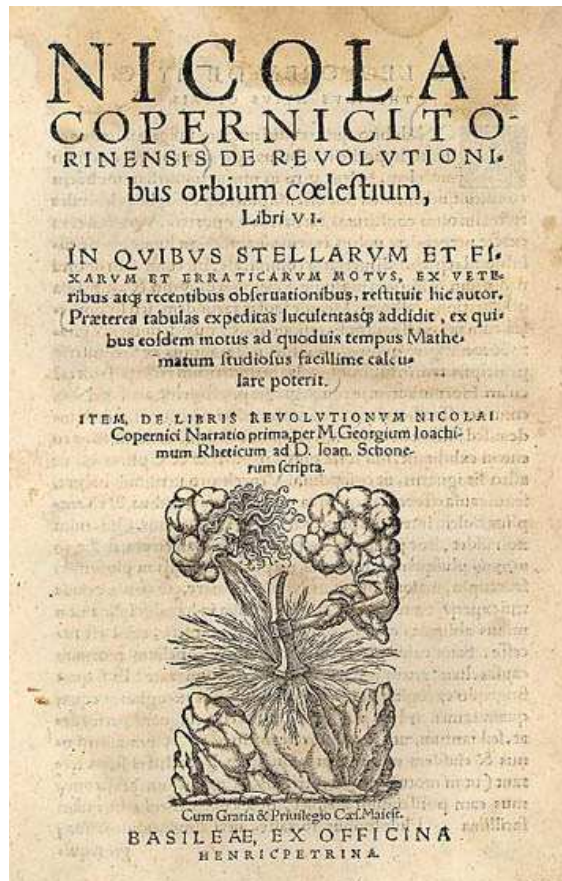 NICOLAI
COPERNICI TO-
RINENSIS DE REVOLVTIONI-
bus orbium cœlestium,
Libri VI.
IN QVIBVS STELLARVM ET FI-
XARVM ET ERRATICARVM MOTVS, EX VETE-
ribus atq; recentibus obseruationibus, restituit hic autor.
Præterea tabulas expeditas luculentasq; addidit, ex qui-
bus eosdem motus ad quoduis tempus Mathe-
matum studiosus facillime calcu-
lare poterit.
ITEM, DE LIBRIS REVOLVTIONVM NICOLAI
Copernici Narratio prima, per M. Georgium Ioachi-
mum Rheticum ad D. Ioan. Schone-
rum scripta.
Cum Gratia & Priuilegio Cæs. Maiest.
BASILEAE, EX OFFICINA
HENRICPETRINA.